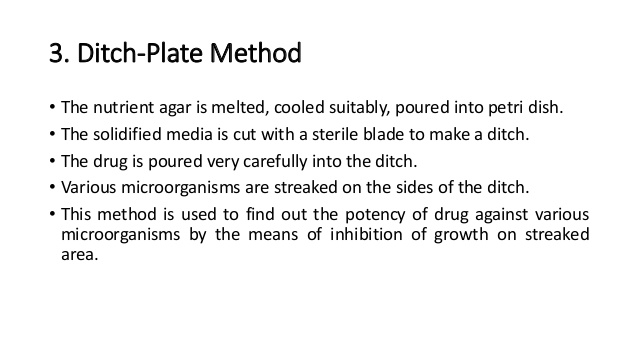 3. Ditch-Plate Method
• The nutrient agar is melted, cooled suitably, poured into petri dish.
• The solidified media is cut with a sterile blade to make a ditch.
• The drug is poured very carefully into the ditch.
• Various microorganisms are streaked on the sides of the ditch.
• This method is used to find out the potency of drug against various
microorganisms by the means of inhibition of growth on streaked
area.